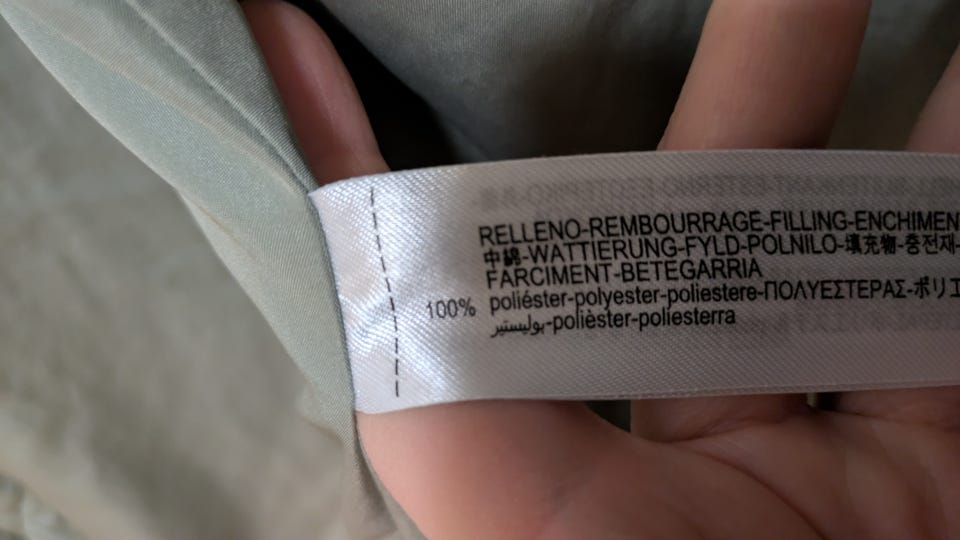 RELLENO-REMBOURRAGE-FILLING-ENCHIMEN
中綿-WATTIERUNG-FYLD-POLNILO-填充物-충전재-
FARCIMENT-BETEGARRIA
100% poliéster-polyester-poliestere-ΠΟΛΥΕΣΤΕΡΑΣ-ポリエ
بوليستير-polièster-poliesterra